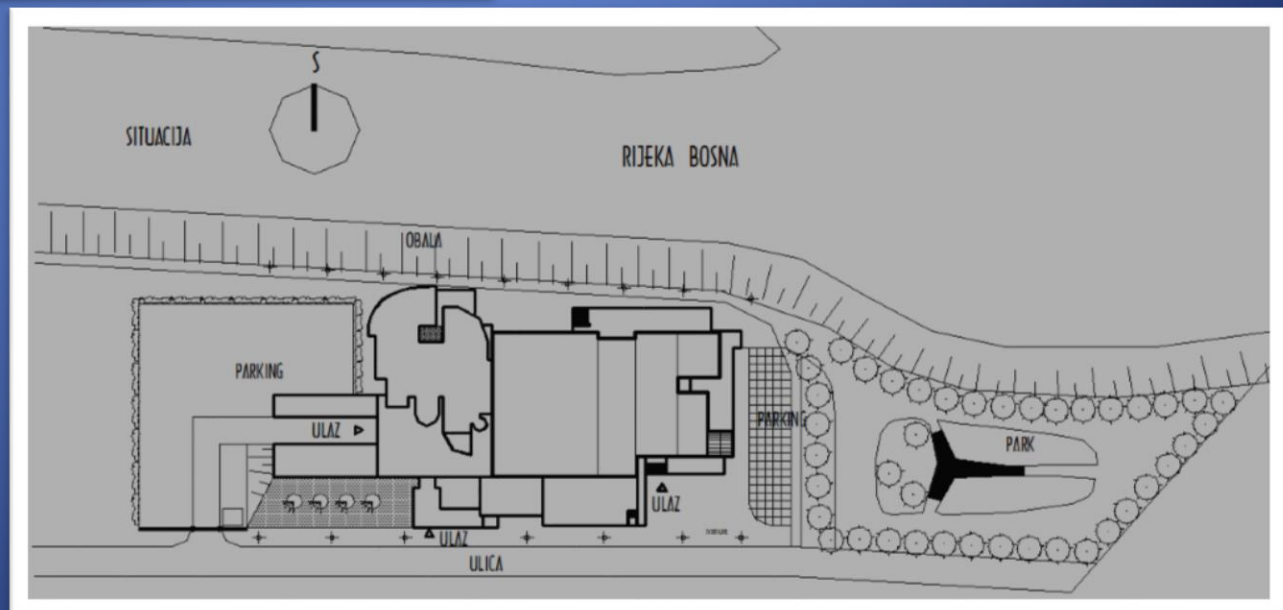 S
SITUACIJA
RIJEKA BOSNA
OBALA
PARKING
ULAZ
PARKING
PARK
ULAZ
ULAZ
ULICA